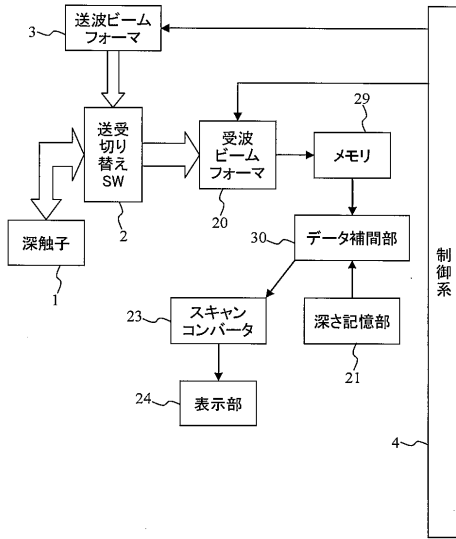 3
送波ビーム
フォーマ
送受
切り
替え
SW
2
受波
ビーム
フォーマ
20
29
メモリ
深触子
1
30
データ補間部
制御系
23
スキャン
コンバータ
深さ記憶部
21
24
表示部
4